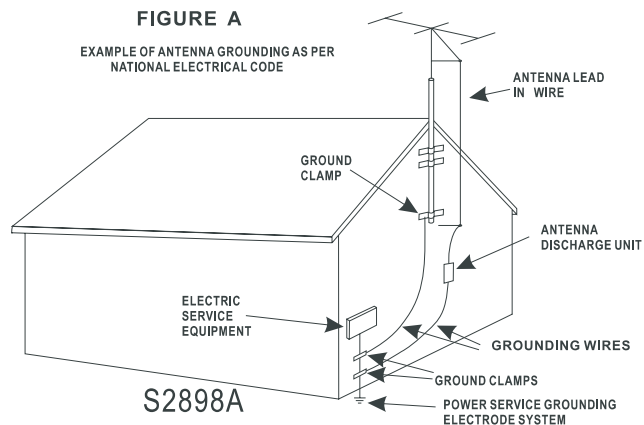 FIGURE A
EXAMPLE OF ANTENNA GROUNDING AS PER
NATIONAL ELECTRICAL CODE
ANTENNA LEAD
IN WIRE
GROUND
CLAMP
ANTENNA
DISCHARGE UNIT
ELECTRIC
SERVICE
EQUIPMENT
GROUNDING WIRES
GROUND CLAMPS
S2898A
POWER SERVICE GROUNDING
ELECTRODE SYSTEM